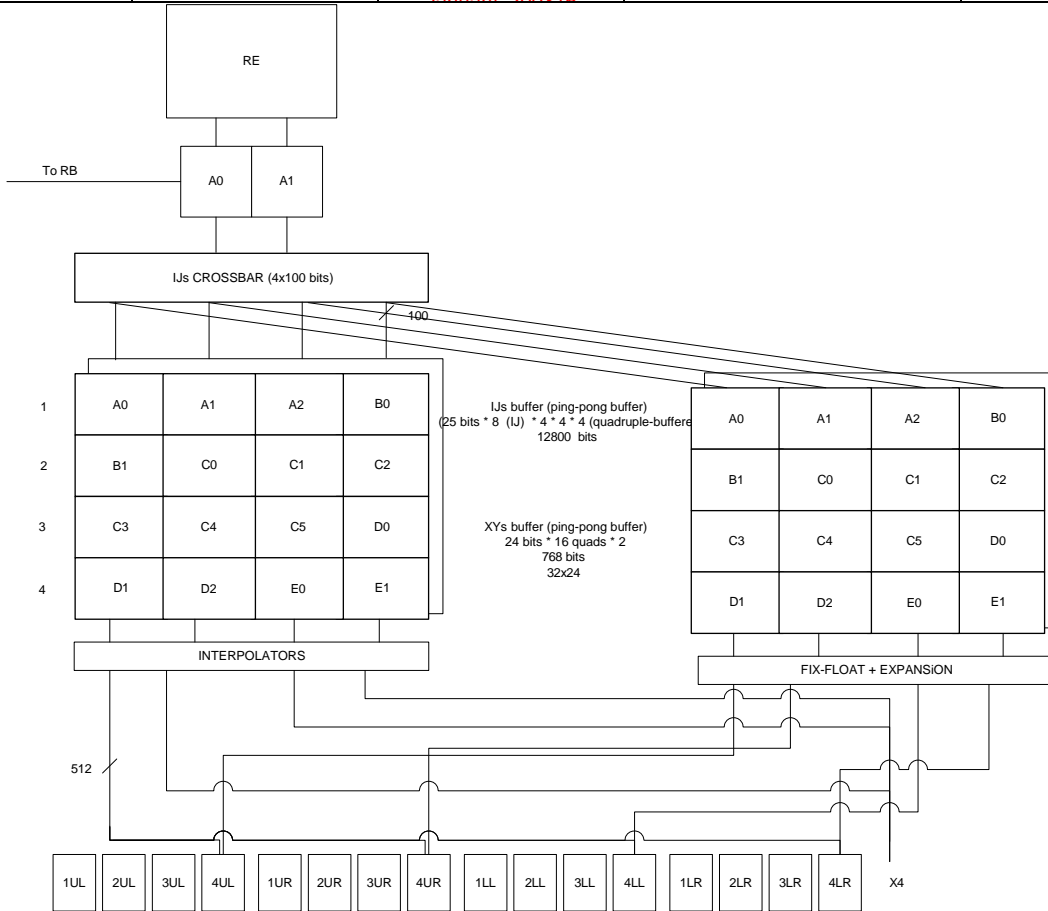 RE
To RB
A0 A1
IJs CROSSBAR (4x100 bits)
100
1 A0 A1 A2 B0
2 B1 C0 C1 C2
3 C3 C4 C5 D0
4 D1 D2 E0 E1
IJs buffer (ping-pong buffer)
(25 bits * 8 (IJ) * 4 * 4 * 4 (quadruple-buffere
12800 bits
XYs buffer (ping-pong buffer)
24 bits * 16 quads * 2
768 bits
32x24
A0 A1 A2 B0
B1 C0 C1 C2
C3 C4 C5 D0
D1 D2 E0 E1
INTERPOLATORS
FIX-FLOAT + EXPANSiON
512
1UL 2UL 3UL 4UL 1UR 2UR 3UR 4UR 1LL 2LL 3LL 4LL 1LR 2LR 3LR 4LR X4